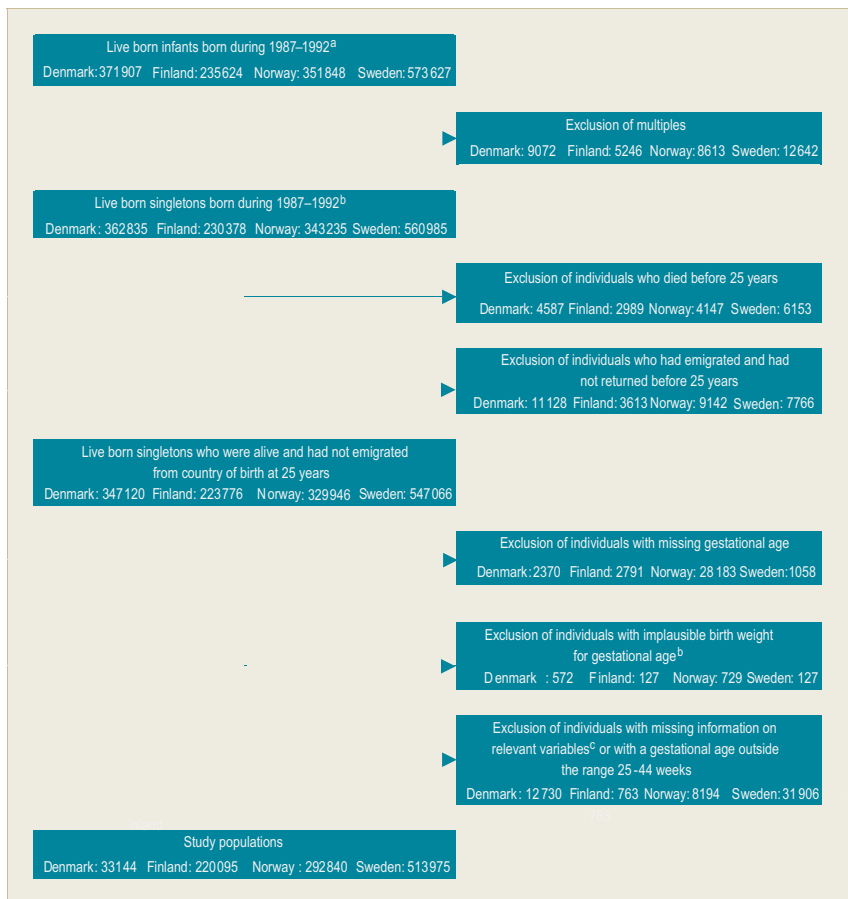 Live born infants born during 1987–1992a
Denmark: 371907 Finland: 235624 Norway: 351848 Sweden: 573627
Exclusion of multiples
Denmark: 9072 Finland: 5246 Norway: 8613 Sweden: 12642
Live born singletons born during 1987–1992b
Denmark: 362835 Finland: 230378 Norway: 343235 Sweden: 560985
Exclusion of individuals who died before 25 years
Denmark: 4587 Finland: 2989 Norway: 4147 Sweden: 6153
Exclusion of individuals who had emigrated and had
not returned before 25 years
Denmark: 11128 Finland: 3613 Norway: 9142 Sweden: 7766
Live born singletons who were alive and had not emigrated
from country of birth at 25 years
Denmark: 347120 Finland: 223776 Norway: 329946 Sweden: 547066
Exclusion of individuals with missing gestational age
Denmark: 2370 Finland: 2791 Norway: 28183 Sweden: 1058
Exclusion of individuals with implausible birth weight
for gestational ageb
Denmark : 572 Finland: 127 Norway: 729 Sweden: 127
Exclusion of individuals with missing information on
relevant variablesc or with a gestational age outside
the range 25-44 weeks
Denmark: 12730 Finland: 763 Norway: 8194 Sweden: 31906
763
Study populations
Denmark: 33144 Finland: 220095 Norway : 292840 Sweden: 513975